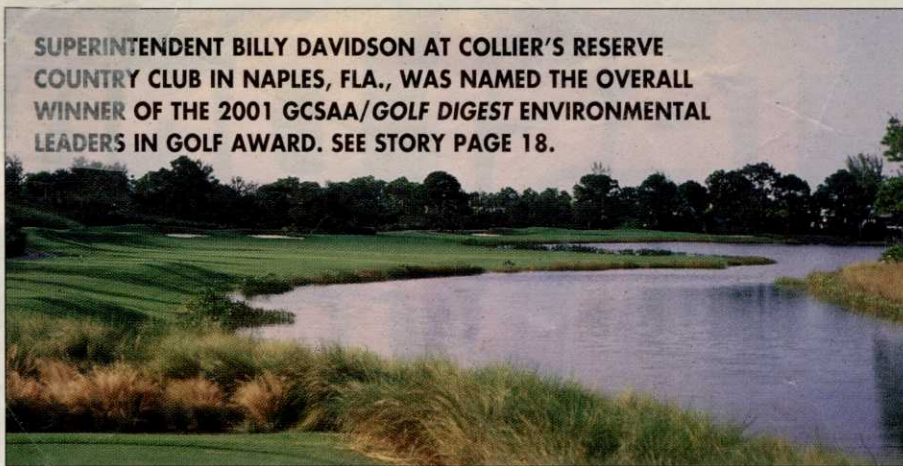 SUPERINTENDENT BILLY DAVIDSON AT COLLIER'S RESERVE
COUNTRY CLUB IN NAPLES, FLA., WAS NAMED THE OVERALL
WINNER OF THE 2001 GCSAA/GOLF DIGEST ENVIRONMENTAL
LEADERS IN GOLF AWARD. SEE STORY PAGE 18.